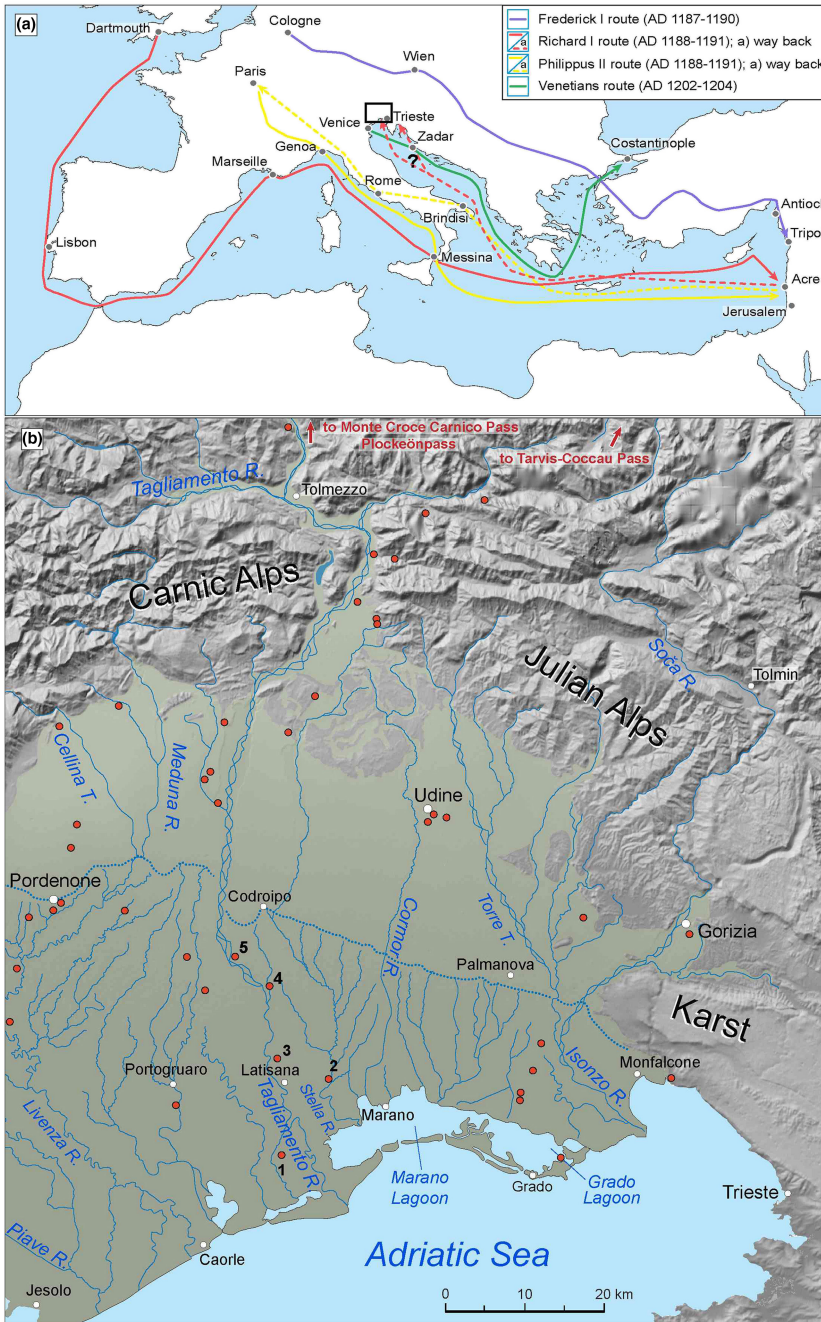 (a)
Frederick I route (AD 1187-1190)
a
Richard I route (AD 1188-1191); a) way back
a
Philippus II route (AD 1188-1191); a) way back
Venetians route (AD 1202-1204)
Dartmouth
Cologne
Wien
Paris
Trieste
Venice
Zadar
?
Costantinople
Genoa
Marseille
Rome
Brindisi
Antioch
Tripo
Lisbon
Messina
Acre
Jerusalem
(b)
to Monte Croce Carnico Pass
Plockeönpass
to Tarvis-Coccau Pass
Tagliamento R.
Tolmezzo
Carnic Alps
Julian Alps
Soča R.
Tolmin
Cellina T.
Meduna R.
Udine
Pordenone
Codroipo
Cormor R.
Torre T.
Gorizia
5
Palmanova
4
Karst
3
2
Portogruaro
Latisana
Stella R.
Isonzo R.
Monfalcone
Livenza R.
Tagliamento R.
Marano
1
Marano
Lagoon
Grado
Grado
Lagoon
Trieste
Piave R.
Caorle
Adriatic Sea
Jesolo
0 10 20 km